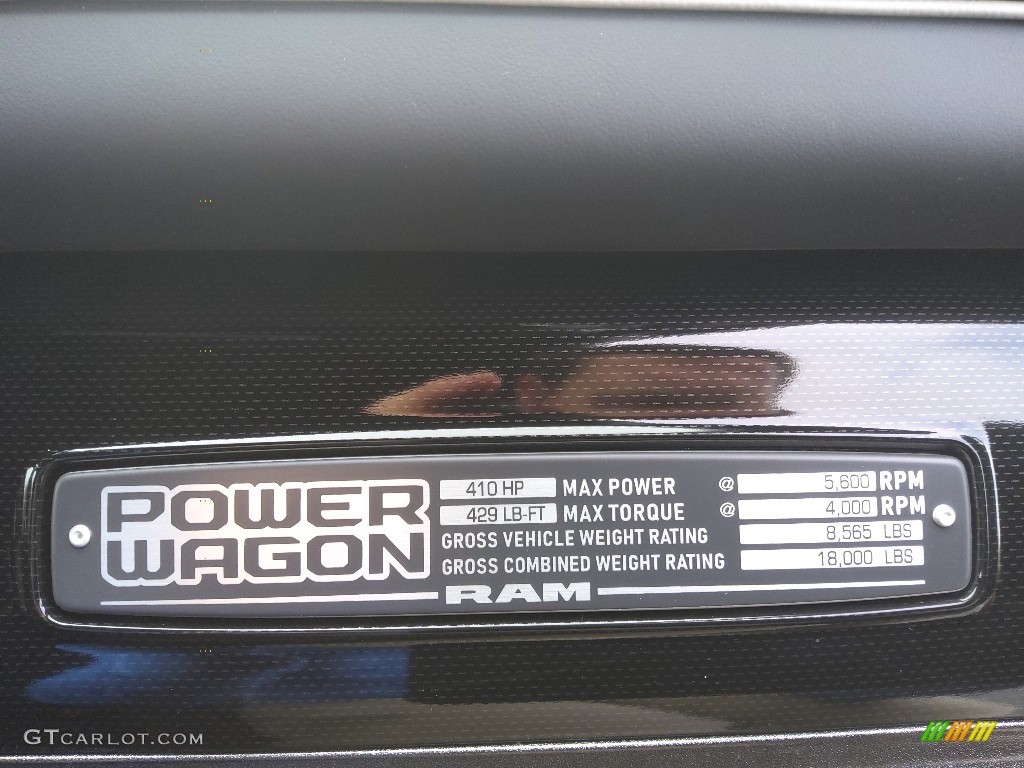 POWER
WAGON
410 HP MAX POWER @ 5,600 RPM
429 LB-FT MAX TORQUE @ 4,000 RPM
GROSS VEHICLE WEIGHT RATING 8,565 LBS
GROSS COMBINED WEIGHT RATING 18,000 LBS
RAM
GTCARLOT.COM